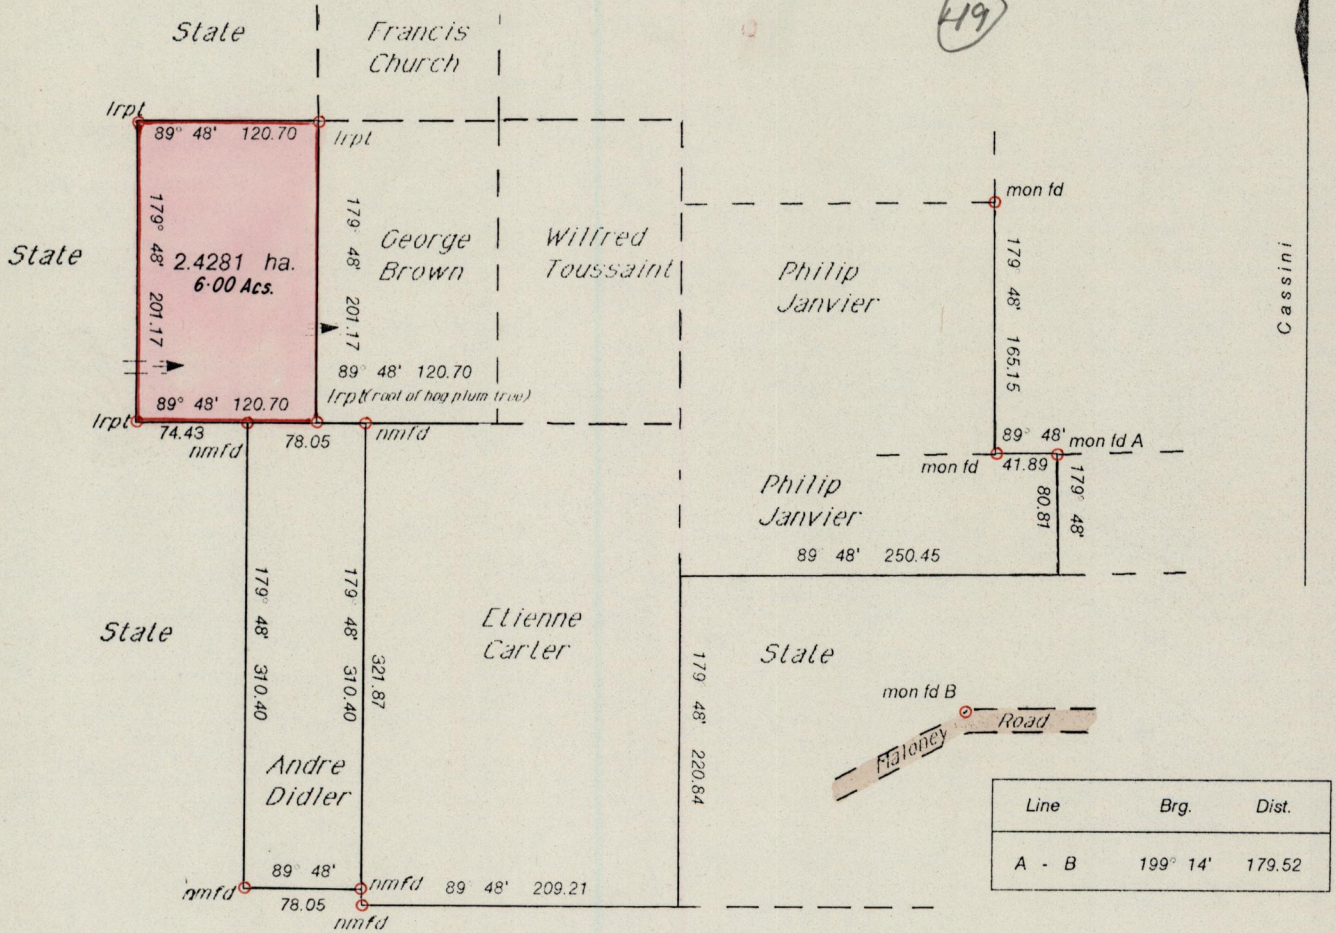 49
State
Francis
Church
Irpt
89° 48' 120.70
Irpt
179° 48' 201.17
2.4281 ha.
6·00 Acs.
State
179° 48' 201.17
George
Brown
Wilfred
Toussaint
Philip
Janvier
mon fd
179 48' 165.15
Cassini
89° 48' 120.70
Irpt (root of hog plum tree)
89° 48' 120.70
Irpt
74.43
nmfd
78.05
nmfd
89° 48'
mon fd A
mon fd
41.89
80.81
179° 48'
Philip
Janvier
89 48' 250.45
State
179° 48' 310.40
179° 48' 310.40
321.87
Etienne
Carter
179 48' 220.84
State
mon fd B
Maloney Road
Andre
Didler
Line Brg. Dist.
A - B 199° 14' 179.52
89° 48'
nmfd
78.05
nmfd
89 48' 209.21
nmfd